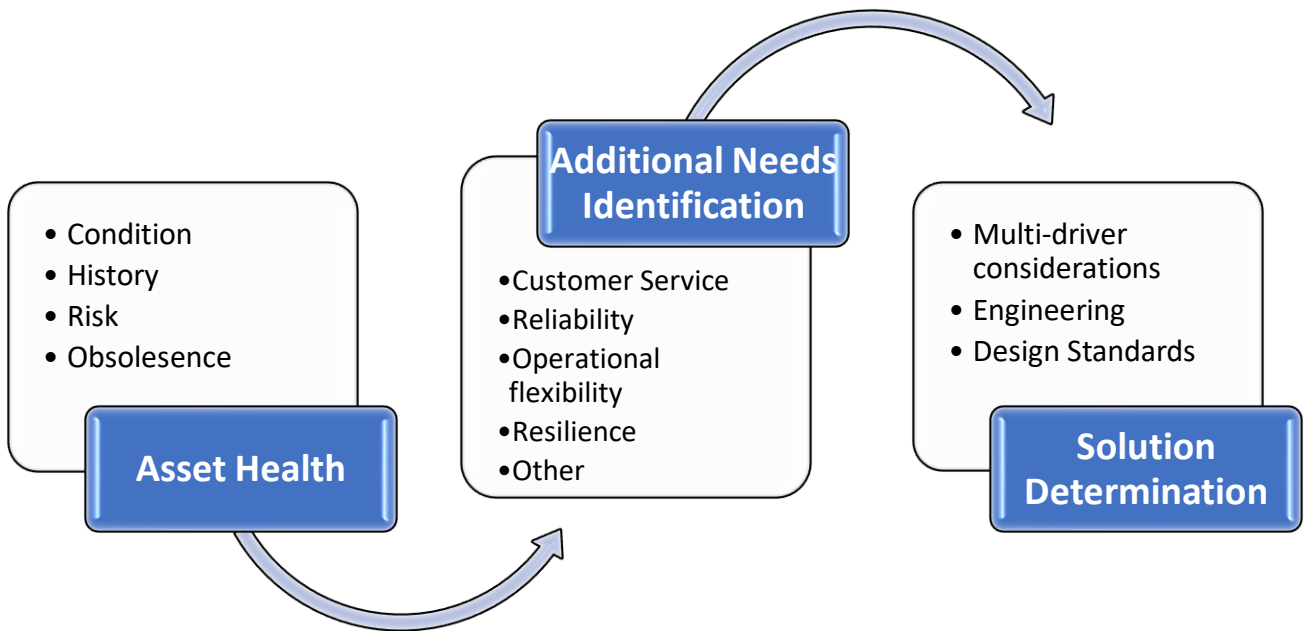 • Condition
• History
• Risk
• Obsolesence
Asset Health
Additional Needs
Identification
•Customer Service
•Reliability
•Operational
flexibility
•Resilience
•Other
• Multi-driver
considerations
• Engineering
• Design Standards
Solution
Determination